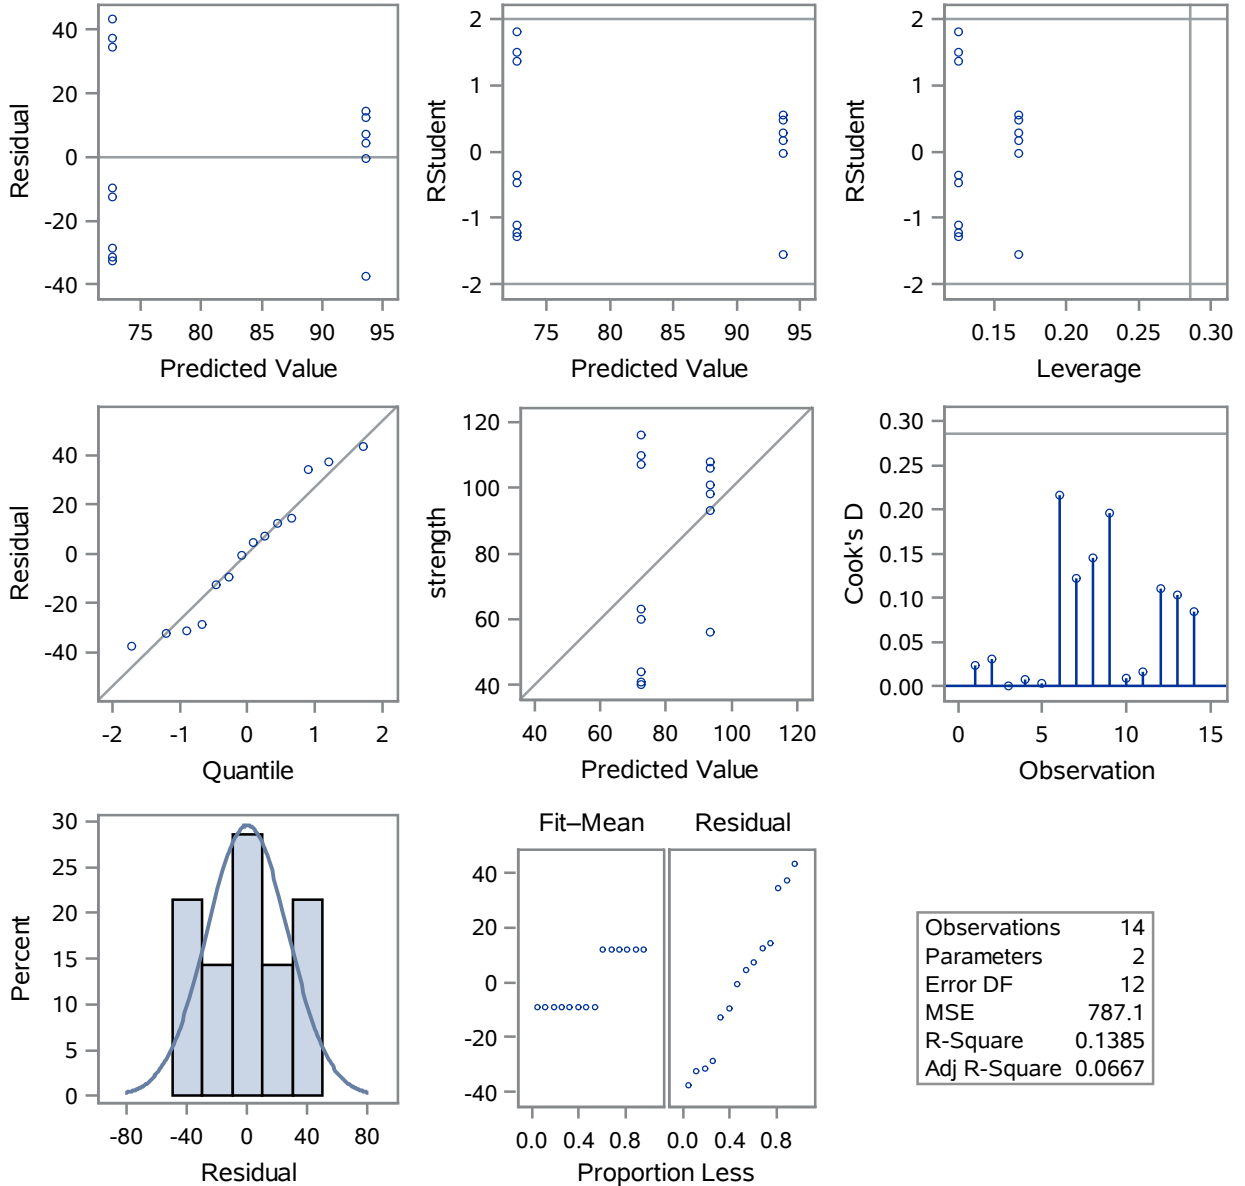 40
20
0
-20
-40
Residual
75 80 85 90 95
Predicted Value
2
1
0
-1
-2
RStudent
75 80 85 90 95
Predicted Value
2
1
0
-1
-2
RStudent
0.15 0.20 0.25 0.30
Leverage
40
20
0
-20
-40
Residual
-2 -1 0 1 2
Quantile
120
100
80
60
40
strength
40 60 80 100 120
Predicted Value
0.30
0.25
0.20
0.15
0.10
0.05
0.00
Cook's D
0 5 10 15
Observation
30
25
20
15
10
5
0
Percent
-80 -40 0 40 80
Residual
Fit–Mean Residual
40
20
0
-20
-40
0.0 0.4 0.8 0.0 0.4 0.8
Proportion Less
Observations 14
Parameters 2
Error DF 12
MSE 787.1
R-Square 0.1385
Adj R-Square 0.0667